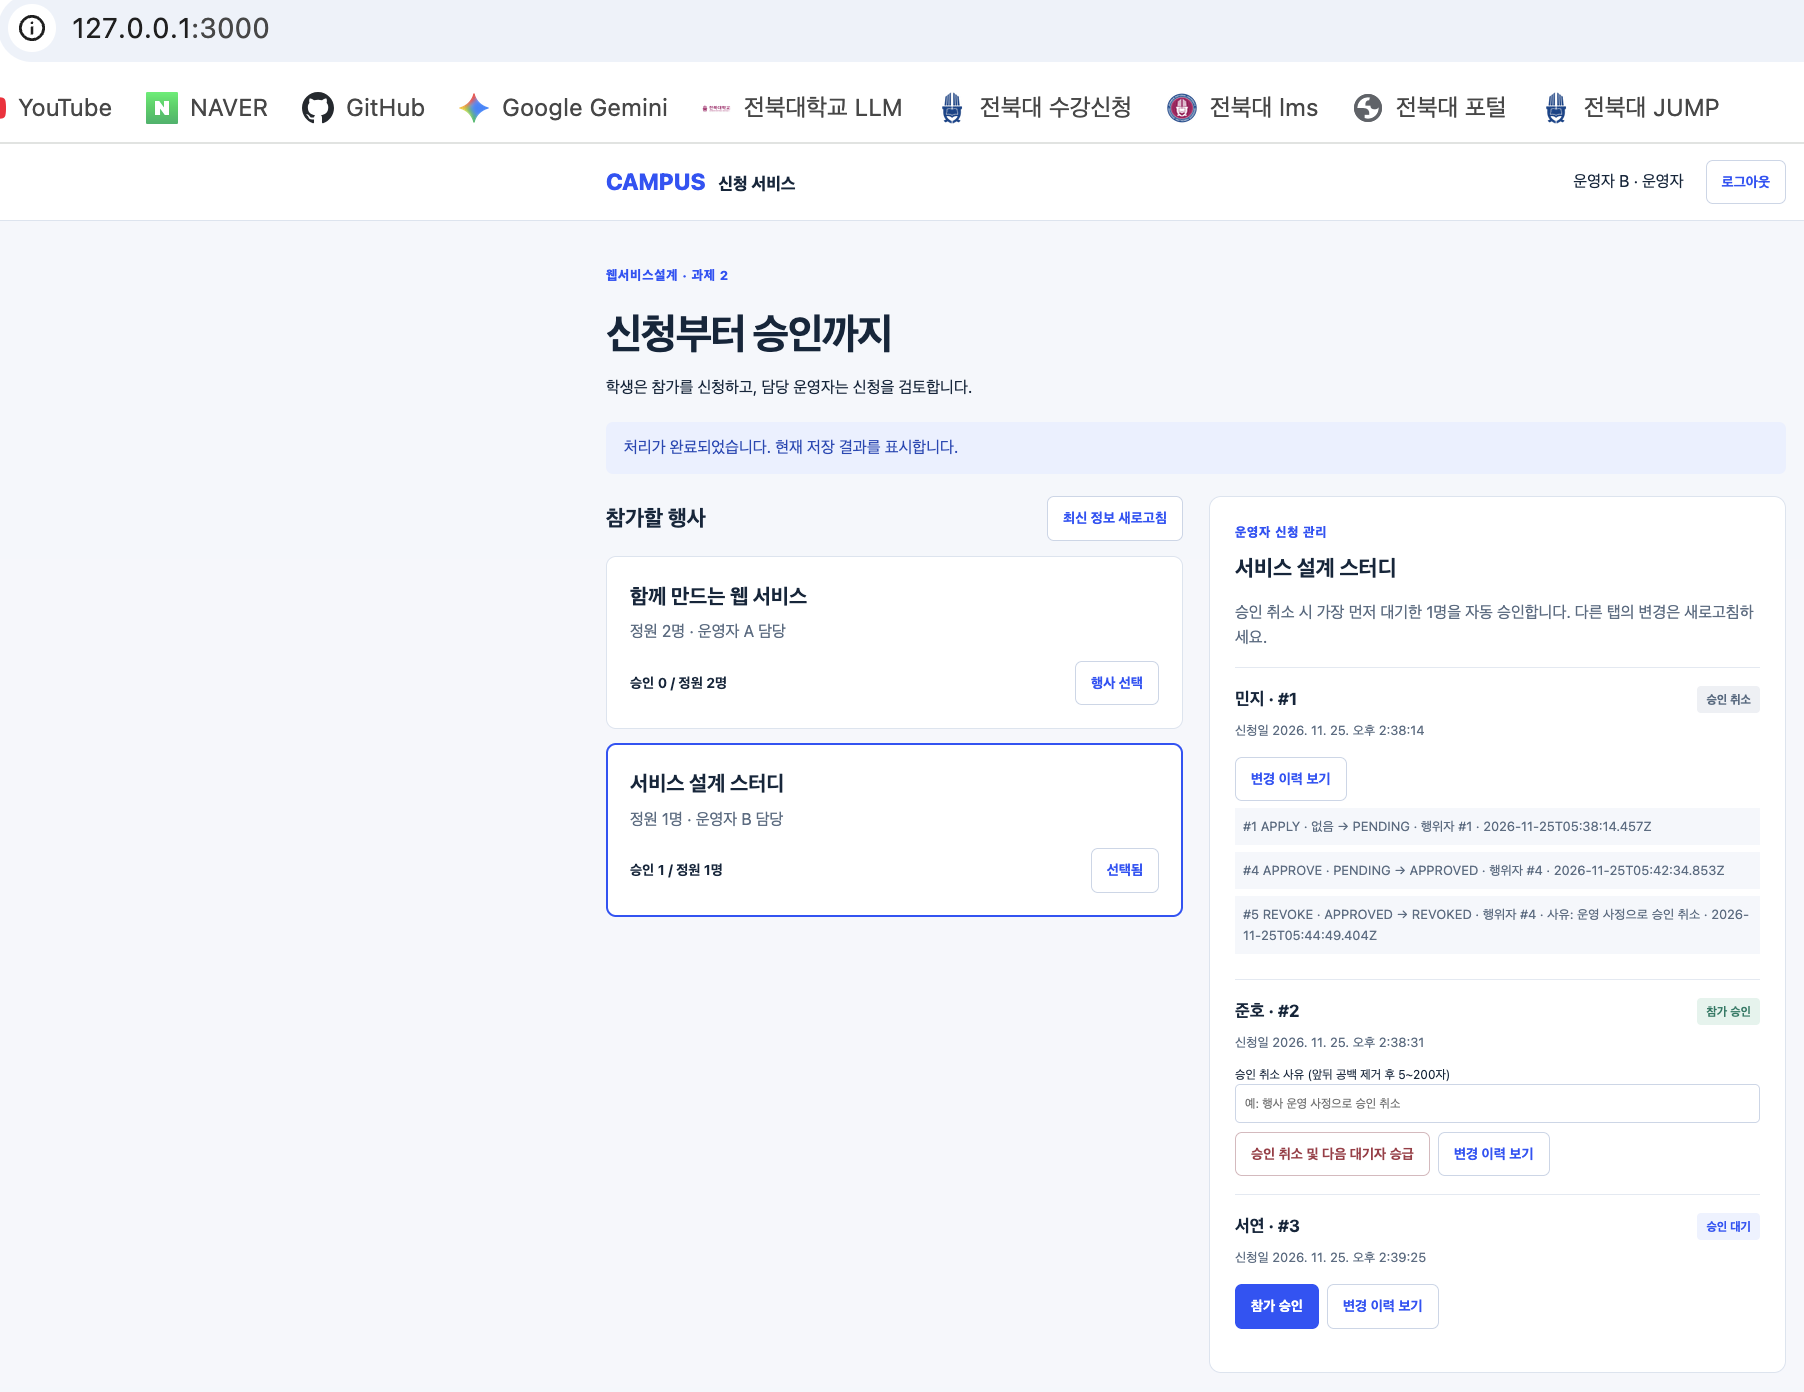 127.0.0.1:3000
YouTube NAVER GitHub Google Gemini 전북대학교 LLM 전북대 수강신청 전북대 lms 전북대 포털 전북대 JUMP
CAMPUS 신청 서비스
운영자 B · 운영자
로그아웃
웹서비스설계 · 과제 2
신청부터 승인까지
학생은 참가를 신청하고, 담당 운영자는 신청을 검토합니다.
처리가 완료되었습니다. 현재 저장 결과를 표시합니다.
참가할 행사
최신 정보 새로고침
함께 만드는 웹 서비스
정원 2명 · 운영자 A 담당
승인 0 / 정원 2명
행사 선택
서비스 설계 스터디
정원 1명 · 운영자 B 담당
승인 1 / 정원 1명
선택됨
운영자 신청 관리
서비스 설계 스터디
승인 취소 시 가장 먼저 대기한 1명을 자동 승인합니다. 다른 탭의 변경은 새로고침하
세요.
민지 · #1
승인 취소
신청일 2026. 11. 25. 오후 2:38:14
변경 이력 보기
#1 APPLY · 없음 → PENDING · 행위자 #1 · 2026-11-25T05:38:14.457Z
#4 APPROVE · PENDING → APPROVED · 행위자 #4 · 2026-11-25T05:42:34.853Z
#5 REVOKE · APPROVED → REVOKED · 행위자 #4 · 사유: 운영 사정으로 승인 취소 · 2026-
11-25T05:44:49.404Z
준호 · #2
참가 승인
신청일 2026. 11. 25. 오후 2:38:31
승인 취소 사유 (앞뒤 공백 제거 후 5~200자)
예: 행사 운영 사정으로 승인 취소
승인 취소 및 다음 대기자 승급
변경 이력 보기
서연 · #3
승인 대기
신청일 2026. 11. 25. 오후 2:39:25
참가 승인
변경 이력 보기